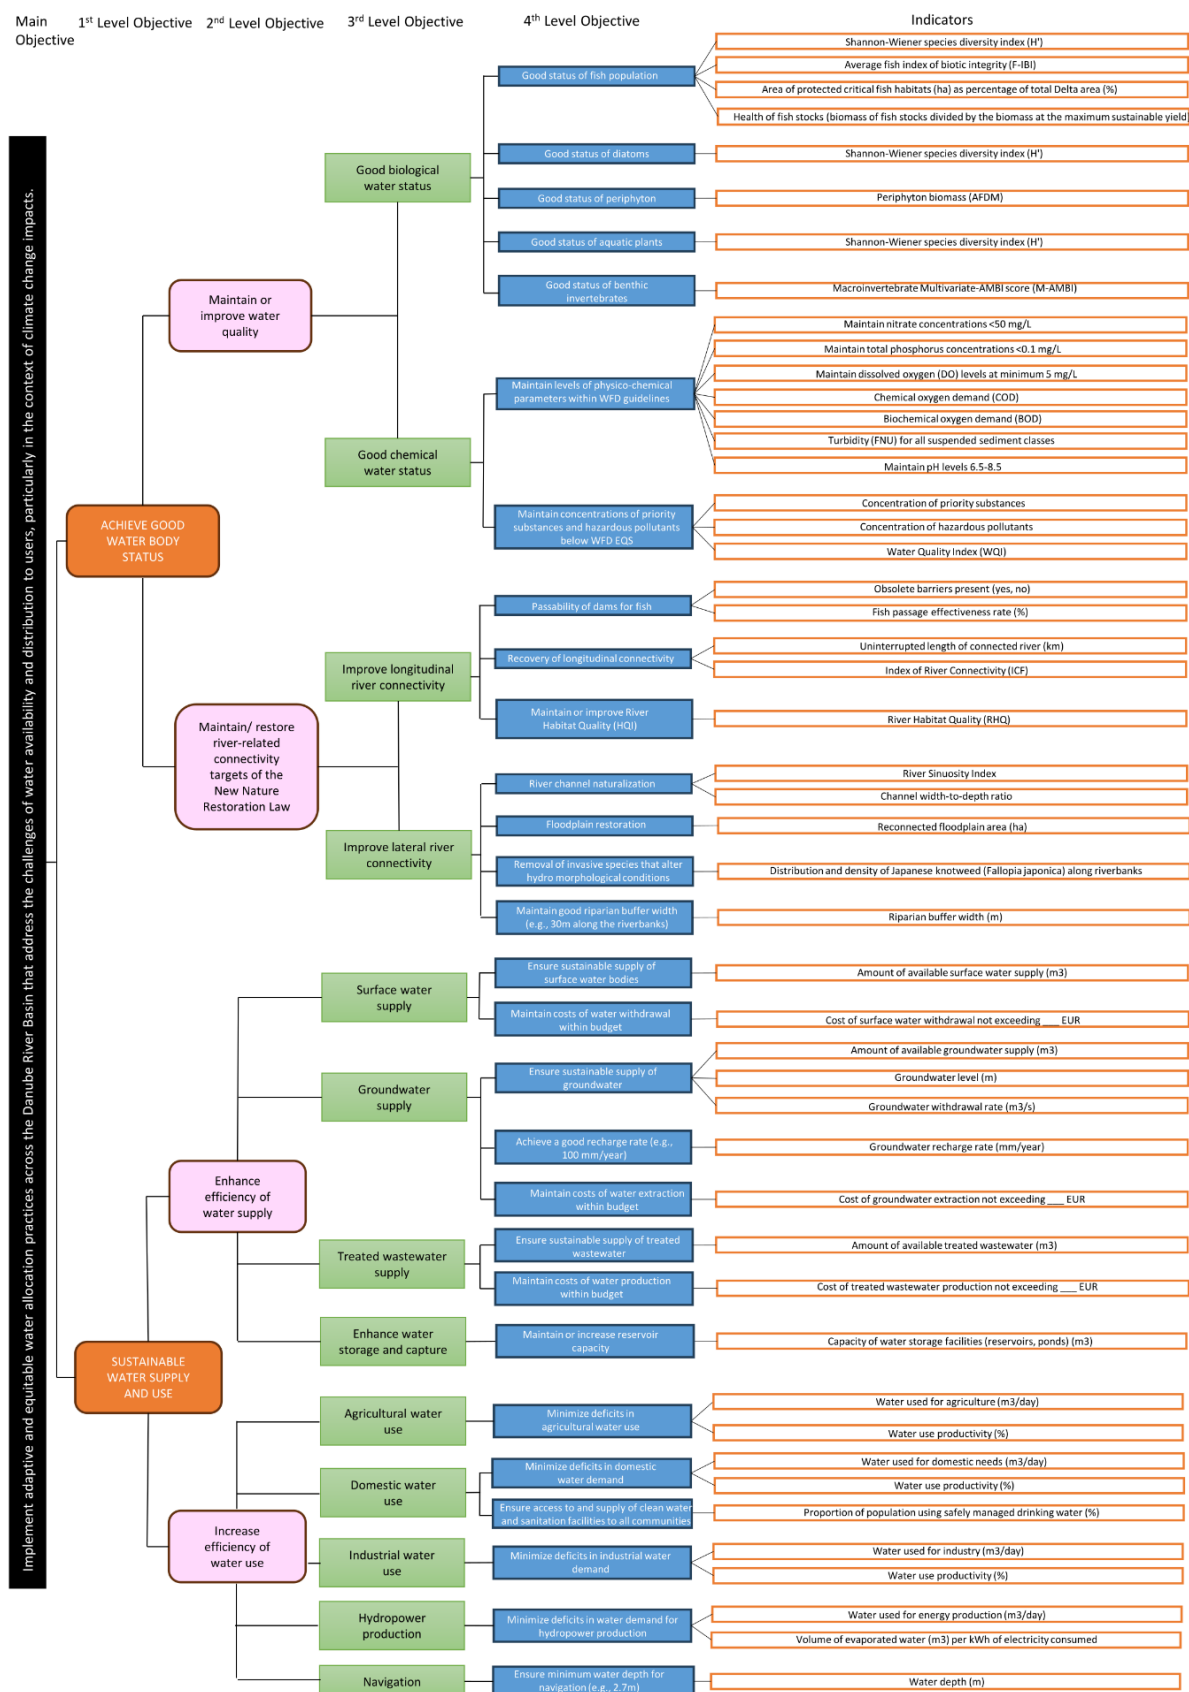 Main
Objective
1st Level Objective
2nd Level Objective
3rd Level Objective
4th Level Objective
Indicators
Implement adaptive and equitable water allocation practices across the Danube River Basin that address the challenges of water availability and distribution to users, particularly in the context of climate change impacts.
ACHIEVE GOOD
WATER BODY
STATUS
Maintain or
improve water
quality
Good biological
water status
Good status of fish population
Shannon-Wiener species diversity index (H')
Average fish index of biotic integrity (F-IBI)
Area of protected critical fish habitats (ha) as percentage of total Delta area (%)
Health of fish stocks (biomass of fish stocks divided by the biomass at the maximum sustainable yield)
Good status of diatoms
Shannon-Wiener species diversity index (H')
Good status of periphyton
Periphyton biomass (AFDM)
Good status of aquatic plants
Shannon-Wiener species diversity index (H')
Good status of benthic
invertebrates
Macroinvertebrate Multivariate-AMBI score (M-AMBI)
Good chemical
water status
Maintain levels of physico-chemical
parameters within WFD guidelines
Maintain nitrate concentrations <50 mg/L
Maintain total phosphorus concentrations <0.1 mg/L
Maintain dissolved oxygen (DO) levels at minimum 5 mg/L
Chemical oxygen demand (COD)
Biochemical oxygen demand (BOD)
Turbidity (FNU) for all suspended sediment classes
Maintain pH levels 6.5-8.5
Maintain concentrations of priority
substances and hazardous pollutants
below WFD EQS
Concentration of priority substances
Concentration of hazardous pollutants
Water Quality Index (WQI)
Maintain/ restore
river-related
connectivity
targets of the
New Nature
Restoration Law
Improve longitudinal
river connectivity
Passability of dams for fish
Obsolete barriers present (yes, no)
Fish passage effectiveness rate (%)
Recovery of longitudinal connectivity
Uninterrupted length of connected river (km)
Index of River Connectivity (ICF)
Maintain or improve River
Habitat Quality (HQI)
River Habitat Quality (RHQ)
Improve lateral river
connectivity
River channel naturalization
River Sinuosity Index
Channel width-to-depth ratio
Floodplain restoration
Reconnected floodplain area (ha)
Removal of invasive species that alter
hydro morphological conditions
Distribution and density of Japanese knotweed (Fallopia japonica) along riverbanks
Maintain good riparian buffer width
(e.g., 30m along the riverbanks)
Riparian buffer width (m)
SUSTAINABLE
WATER SUPPLY
AND USE
Enhance
efficiency of
water supply
Surface water
supply
Ensure sustainable supply of
surface water bodies
Amount of available surface water supply (m3)
Maintain costs of water withdrawal
within budget
Cost of surface water withdrawal not exceeding ___ EUR
Groundwater
supply
Ensure sustainable supply of
groundwater
Amount of available groundwater supply (m3)
Groundwater level (m)
Groundwater withdrawal rate (m3/s)
Achieve a good recharge rate (e.g.,
100 mm/year)
Groundwater recharge rate (mm/year)
Maintain costs of water extraction
within budget
Cost of groundwater extraction not exceeding ___ EUR
Treated wastewater
supply
Ensure sustainable supply of treated
wastewater
Amount of available treated wastewater (m3)
Maintain costs of water production
within budget
Cost of treated wastewater production not exceeding ___ EUR
Enhance water
storage and capture
Maintain or increase reservoir
capacity
Capacity of water storage facilities (reservoirs, ponds) (m3)
Increase
efficiency of
water use
Agricultural water
use
Minimize deficits in
agricultural water use
Water used for agriculture (m3/day)
Water use productivity (%)
Domestic water
use
Minimize deficits in domestic
water demand
Water used for domestic needs (m3/day)
Water use productivity (%)
Ensure access to and supply of clean water
and sanitation facilities to all communities
Proportion of population using safely managed drinking water (%)
Industrial water
use
Minimize deficits in industrial water
demand
Water used for industry (m3/day)
Water use productivity (%)
Hydropower
production
Minimize deficits in water demand for
hydropower production
Water used for energy production (m3/day)
Volume of evaporated water (m3) per kWh of electricity consumed
Navigation
Ensure minimum water depth for
navigation (e.g., 2.7m)
Water depth (m)